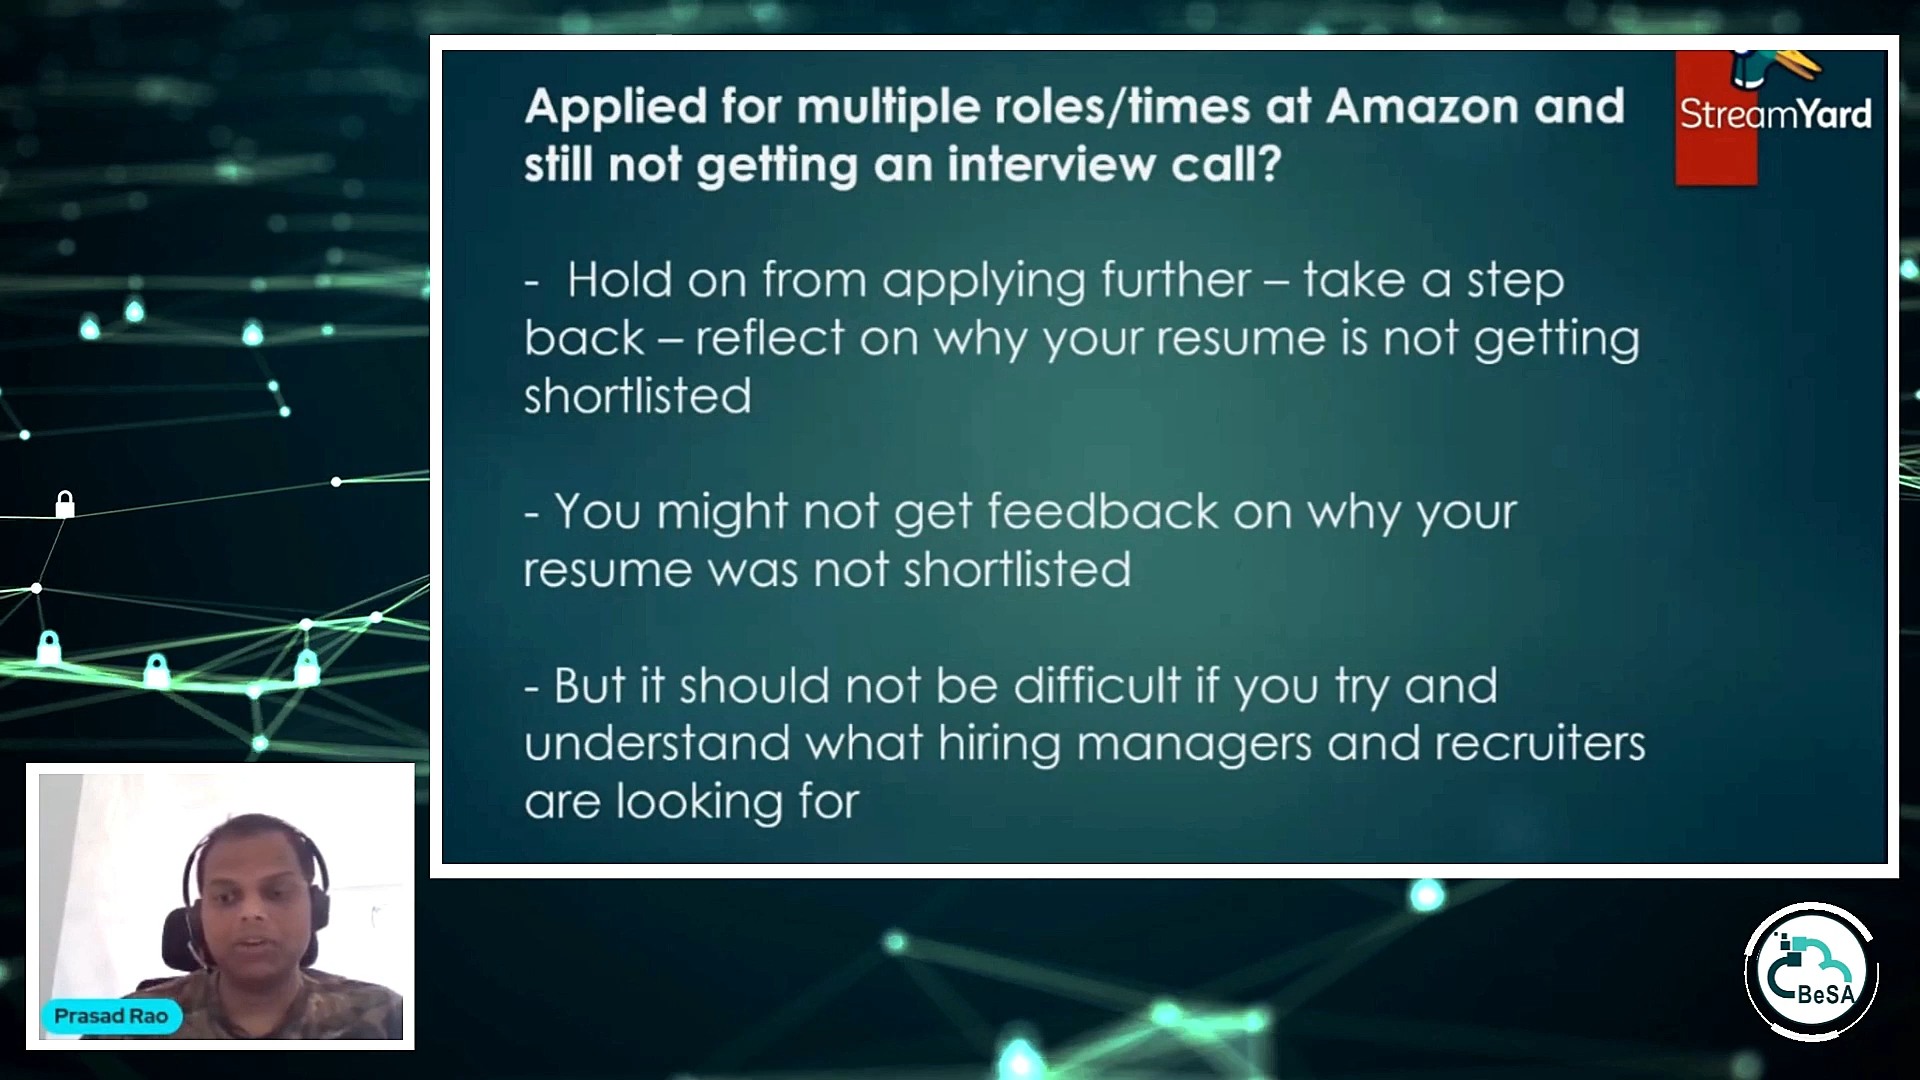 Applied for multiple roles/times at Amazon and
still not getting an interview call?
- Hold on from applying further – take a step
back – reflect on why your resume is not getting
shortlisted
- You might not get feedback on why your
resume was not shortlisted
- But it should not be difficult if you try and
understand what hiring managers and recruiters
are looking for
StreamYard
Prasad Rao
BeSA